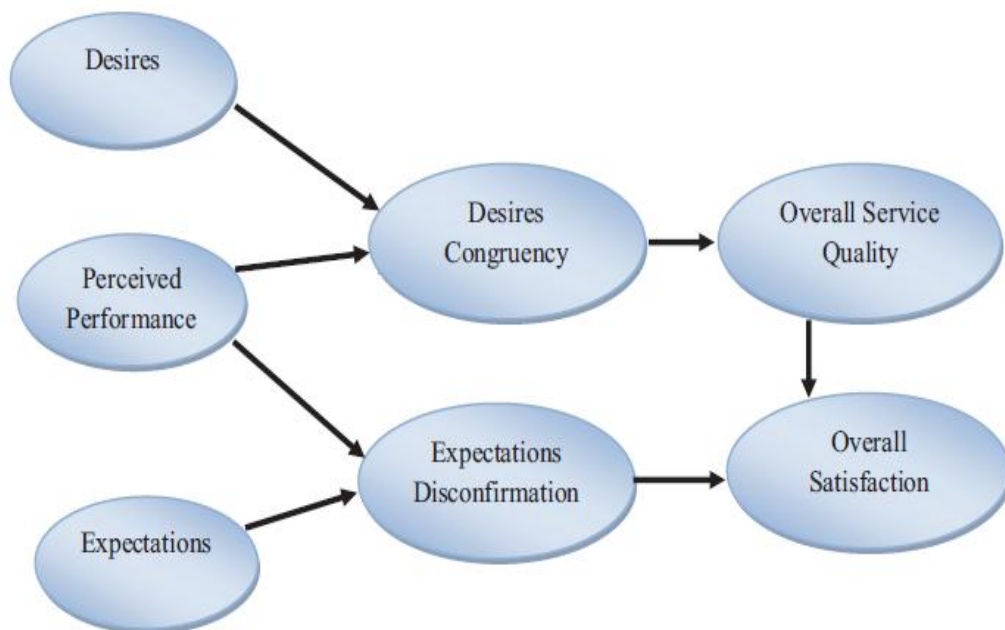 Desires
Desires
Congruency
Overall Service
Quality
Perceived
Performance
Expectations
Disconfirmation
Overall
Satisfaction
Expectations